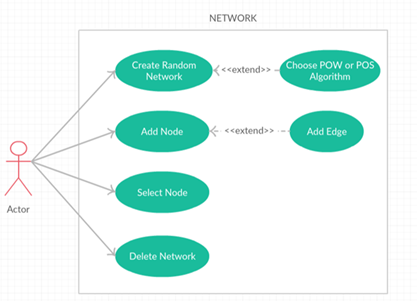 NETWORK
Create Random
Network
<<extend>>
Choose POW or POS
Algorithm
Add Node
<<extend>>
Add Edge
Select Node
Actor
Delete Network